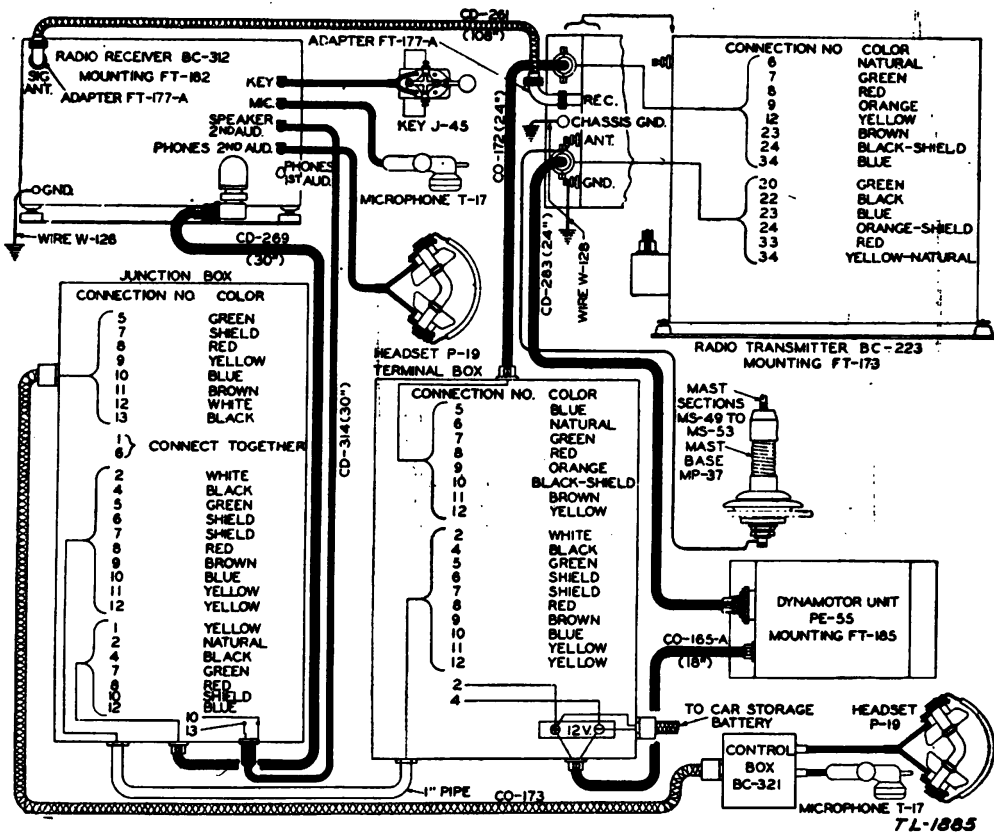 CD-261
(108")
ADAPTER FT-177-A
RADIO RECEIVER BC-312
MOUNTING FT-182
SIG
ANT.
ADAPTER FT-177-A
KEY
MIC.
SPEAKER
2ND AUD.
PHONES 2ND AUD.
PHONES
1ST AUD.
GND.
WIRE W-128
CD-269
(30")
KEY J-45
MICROPHONE T-17
HEADSET P-19
CD-314 (30")
CO-172 (24")
REC.
CHASSIS GND.
ANT.
GND.
CD-283 (24")
WIRE W-128
CONNECTION NO COLOR
6 NATURAL
7 GREEN
8 RED
9 ORANGE
12 YELLOW
23 BROWN
24 BLACK-SHIELD
34 BLUE
20 GREEN
22 BLACK
23 BLUE
24 ORANGE-SHIELD
33 RED
34 YELLOW-NATURAL
RADIO TRANSMITTER BC-223
MOUNTING FT-173
JUNCTION BOX
CONNECTION NO. COLOR
5 GREEN
7 SHIELD
8 RED
9 YELLOW
10 BLUE
11 BROWN
12 WHITE
13 BLACK
1
6 CONNECT TOGETHER
2 WHITE
4 BLACK
5 GREEN
6 SHIELD
7 SHIELD
8 RED
9 BROWN
10 BLUE
11 YELLOW
12 YELLOW
1 YELLOW
2 NATURAL
4 BLACK
7 GREEN
8 RED
10 SHIELD
12 BLUE
10
13
TERMINAL BOX
CONNECTION NO. COLOR
5 BLUE
6 NATURAL
7 GREEN
8 RED
9 ORANGE
10 BLACK-SHIELD
11 BROWN
12 YELLOW
2 WHITE
4 BLACK
5 GREEN
6 SHIELD
7 SHIELD
8 RED
9 BROWN
10 BLUE
11 YELLOW
12 YELLOW
2
4
12 V.
MAST
SECTIONS
MS-49 TO
MS-53
MAST-
BASE
MP-37
DYNAMOTOR UNIT
PE-55
MOUNTING FT-185
CO-165-A
(18")
TO CAR STORAGE
BATTERY
CONTROL
BOX
BC-321
HEADSET
P-19
MICROPHONE T-17
1" PIPE
CO-173
TL-1885